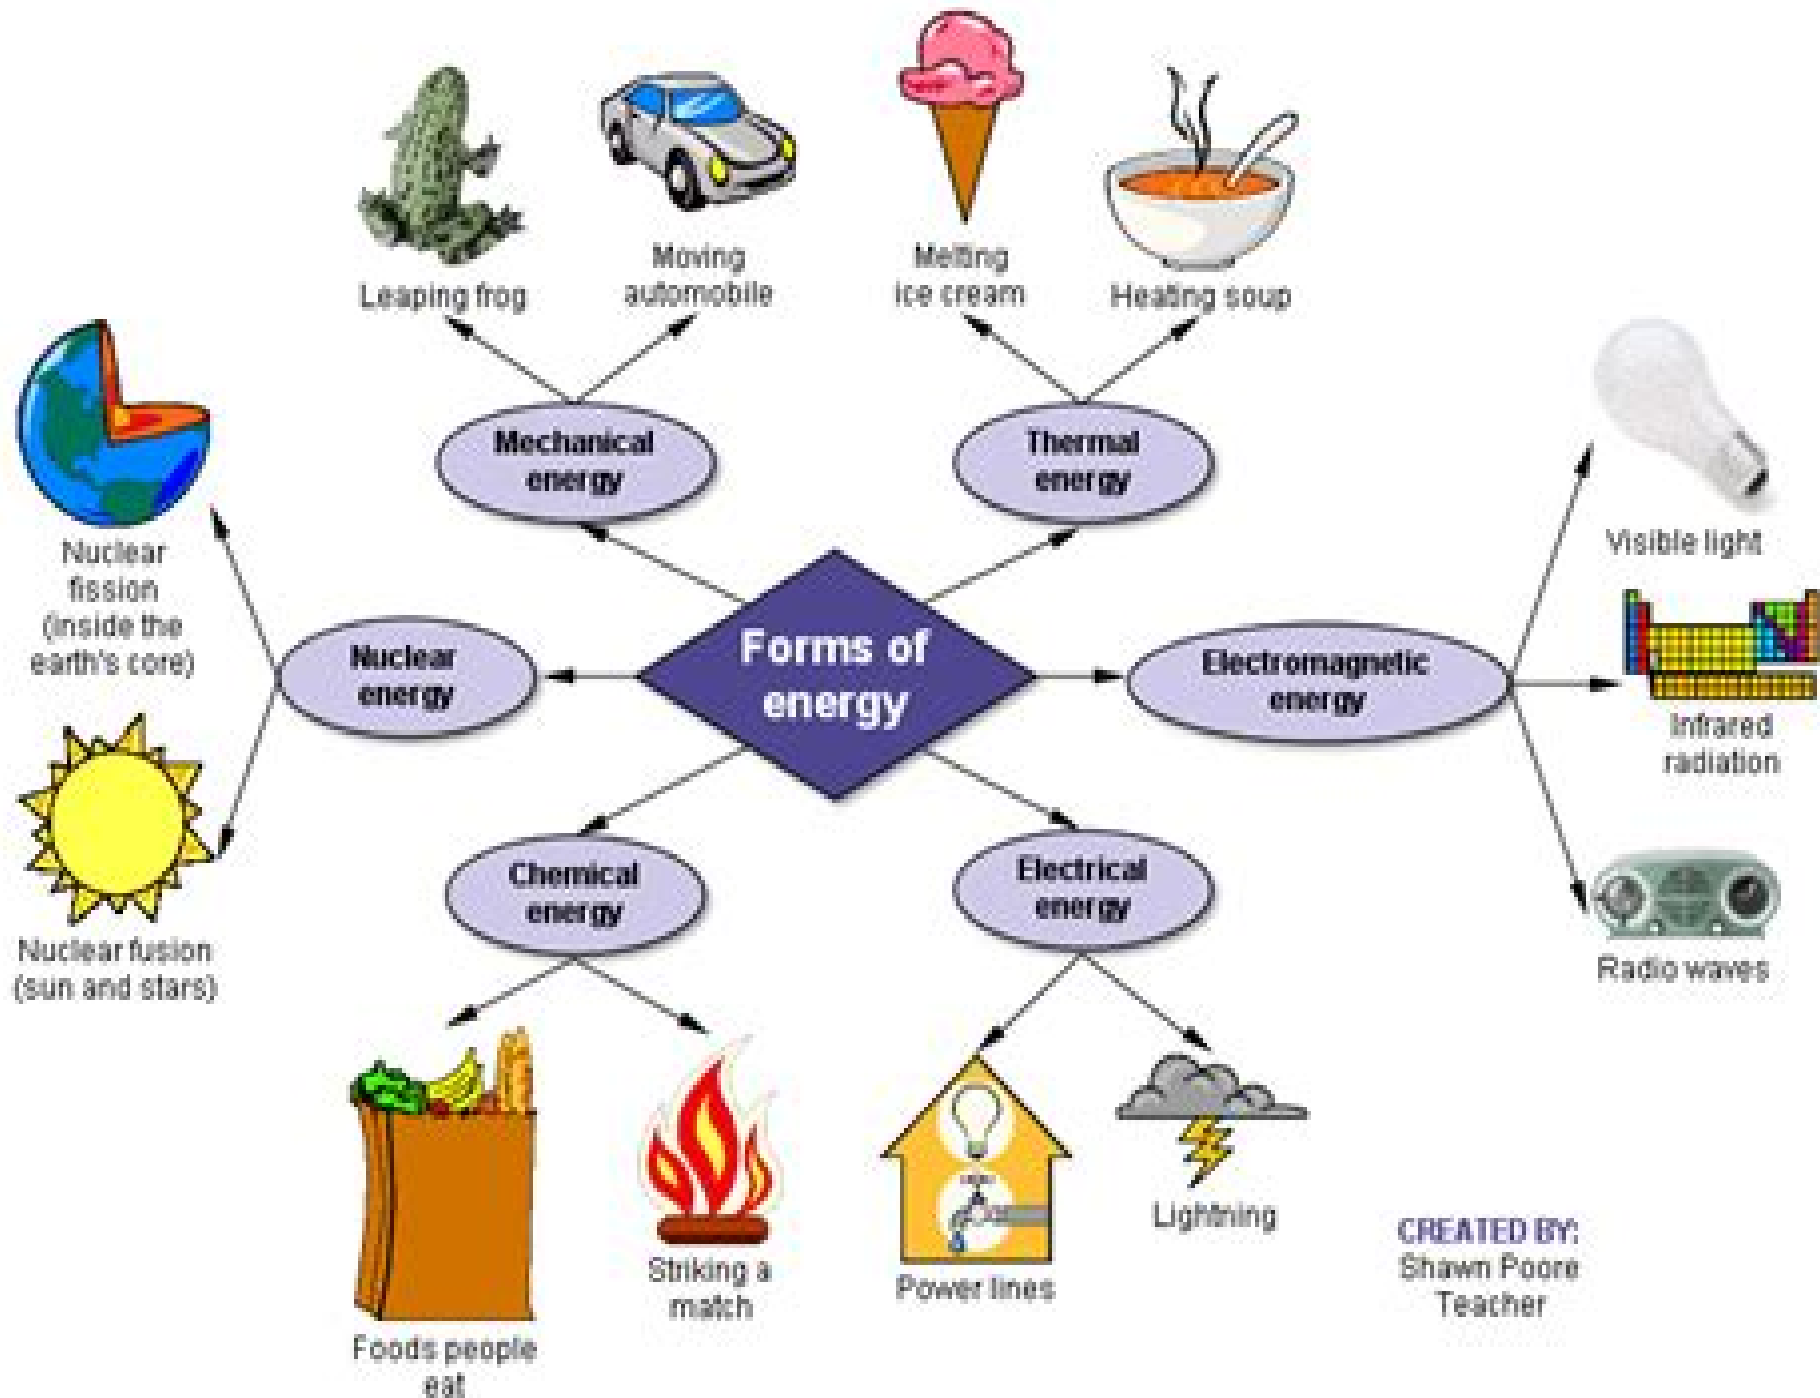 Leaping frog
Moving
automobile
Melting
ice cream
Heating soup
Mechanical
energy
Thermal
energy
Nuclear
fission
(inside the
earth's core)
Visible light
Nuclear
energy
Forms of
energy
Electromagnetic
energy
Infrared
radiation
Nuclear fusion
(sun and stars)
Chemical
energy
Electrical
energy
Radio waves
Foods people
eat
Striking a
match
Power lines
Lightning
CREATED BY:
Shawn Poore
Teacher